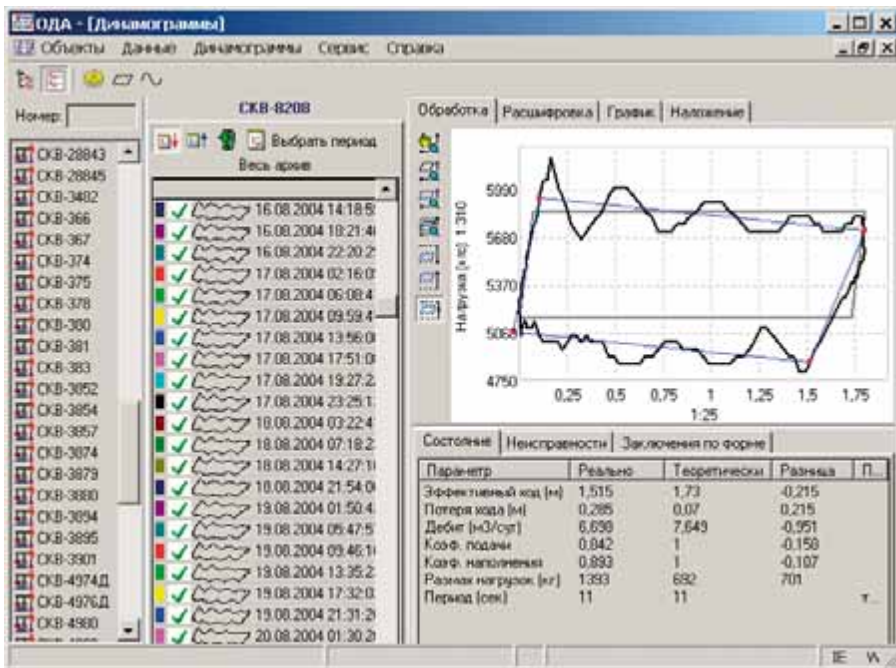 ОДА - [Динамограммы]
Объекты Данные Динамограммы Сервис Справка
Номер:
СКВ-28843
СКВ-28845
СКВ-3482
СКВ-366
СКВ-367
СКВ-374
СКВ-375
СКВ-378
СКВ-380
СКВ-381
СКВ-383
СКВ-3852
СКВ-3854
СКВ-3857
СКВ-3874
СКВ-3879
СКВ-3880
СКВ-3894
СКВ-3895
СКВ-3901
СКВ-4974Д
СКВ-4976Д
СКВ-4980
СКВ-8208
Выбрать период
Весь архив
16.08.2004 14:18:5
16.08.2004 18:21:4
16.08.2004 22:20:2
17.08.2004 02:16:0
17.08.2004 06:08:4
17.08.2004 09:59:4
17.08.2004 13:56:0
17.08.2004 17:51:0
17.08.2004 19:27:2
17.08.2004 23:25:1
18.08.2004 03:22:4
18.08.2004 07:18:2
18.08.2004 14:27:1
18.08.2004 21:54:0
19.08.2004 01:50:4
19.08.2004 05:47:5
19.08.2004 09:46:1
19.08.2004 13:35:2
19.08.2004 17:32:0
19.08.2004 21:31:2
20.08.2004 01:30:2
Обработка Расшифровка График Наложение
Нагрузка [кгс] 1:310
5990
5680
5370
5060
4750
0,25 0,5 0,75 1 1,25 1,5 1,75
1:25
Состояние Неисправности Заключения по форме
Параметр Реально Теоретически Разница П...
Эффективный ход (м) 1,515 1,73 -0,215
Потеря хода (м) 0,285 0,07 0,215
Дебит (м3/сут) 6,698 7,649 -0,951
Коэф. подачи 0,842 1 -0,158
Коэф. наполнения 0,893 1 -0,107
Размах нагрузок (кг) 1393 692 701
Период (сек) 11 11 т...